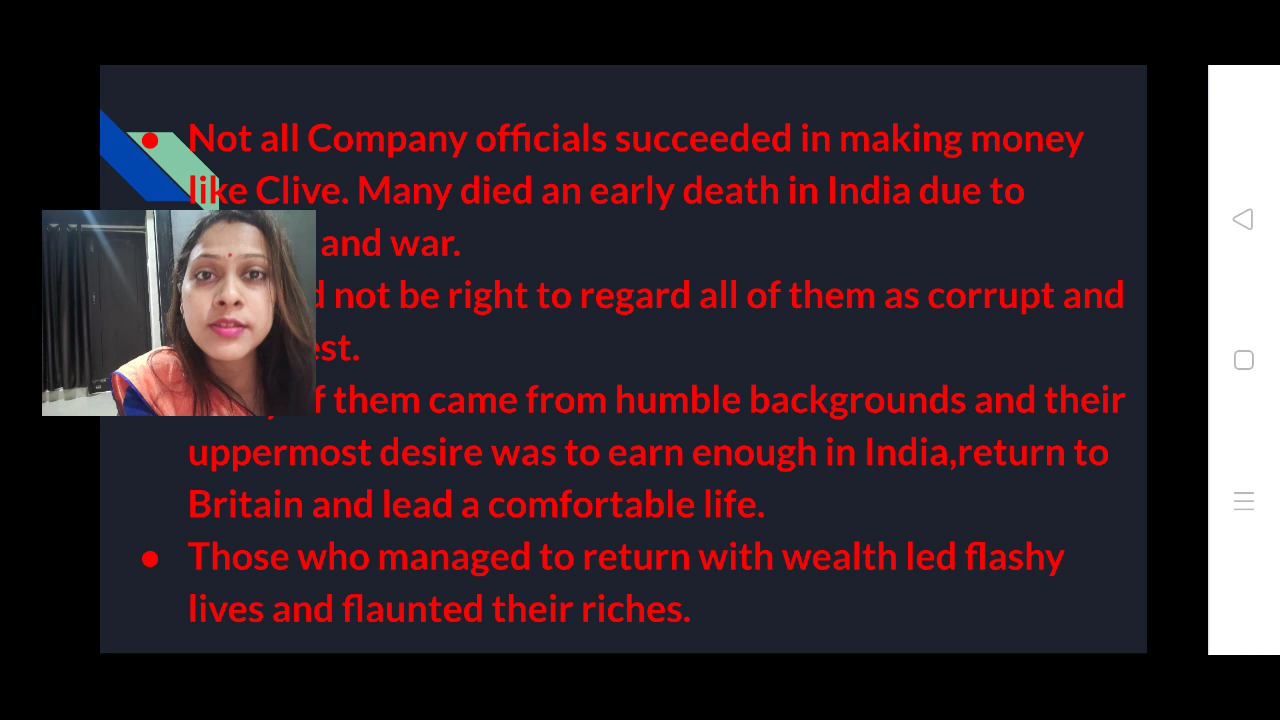 Not all Company officials succeeded in making money
like Clive. Many died an early death in India due to
and war.
not be right to regard all of them as corrupt and
them came from humble backgrounds and their
uppermost desire was to earn enough in India,return to
Britain and lead a comfortable life.
Those who managed to return with wealth led flashy
lives and flaunted their riches.